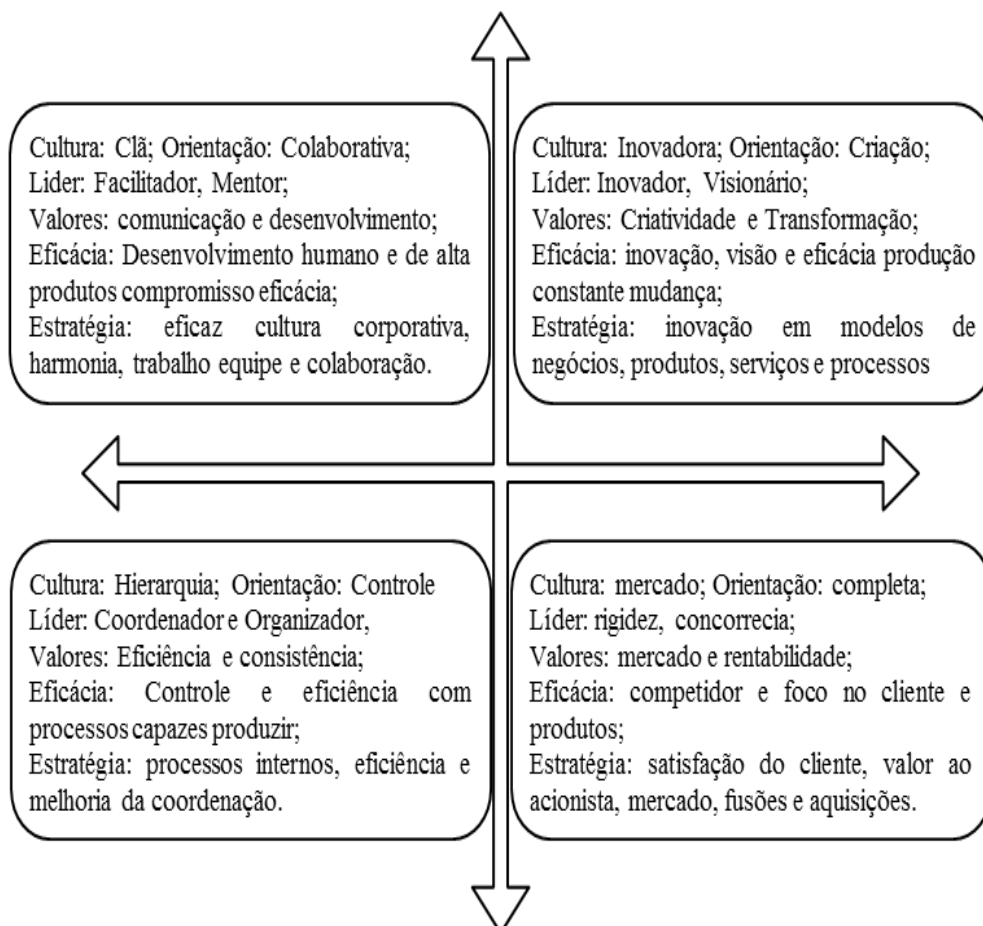 Cultura: Clã; Orientação: Colaborativa;
Lider: Facilitador, Mentor;
Valores: comunicação e desenvolvimento;
Eficácia: Desenvolvimento humano e de alta
produtos compromisso eficácia;
Estratégia: eficaz cultura corporativa,
harmonia, trabalho equipe e colaboração.
Cultura: Inovadora; Orientação: Criação;
Líder: Inovador, Visionário;
Valores: Criatividade e Transformação;
Eficácia: inovação, visão e eficácia produção
constante mudança;
Estratégia: inovação em modelos de
negócios, produtos, serviços e processos
Cultura: Hierarquia; Orientação: Controle
Líder: Coordenador e Organizador,
Valores: Eficiência e consistência;
Eficácia: Controle e eficiência com
processos capazes produzir;
Estratégia: processos internos, eficiência e
melhoria da coordenação.
Cultura: mercado; Orientação: completa;
Líder: rigidez, concorrecia;
Valores: mercado e rentabilidade;
Eficácia: competidor e foco no cliente e
produtos;
Estratégia: satisfação do cliente, valor ao
acionista, mercado, fusões e aquisições.